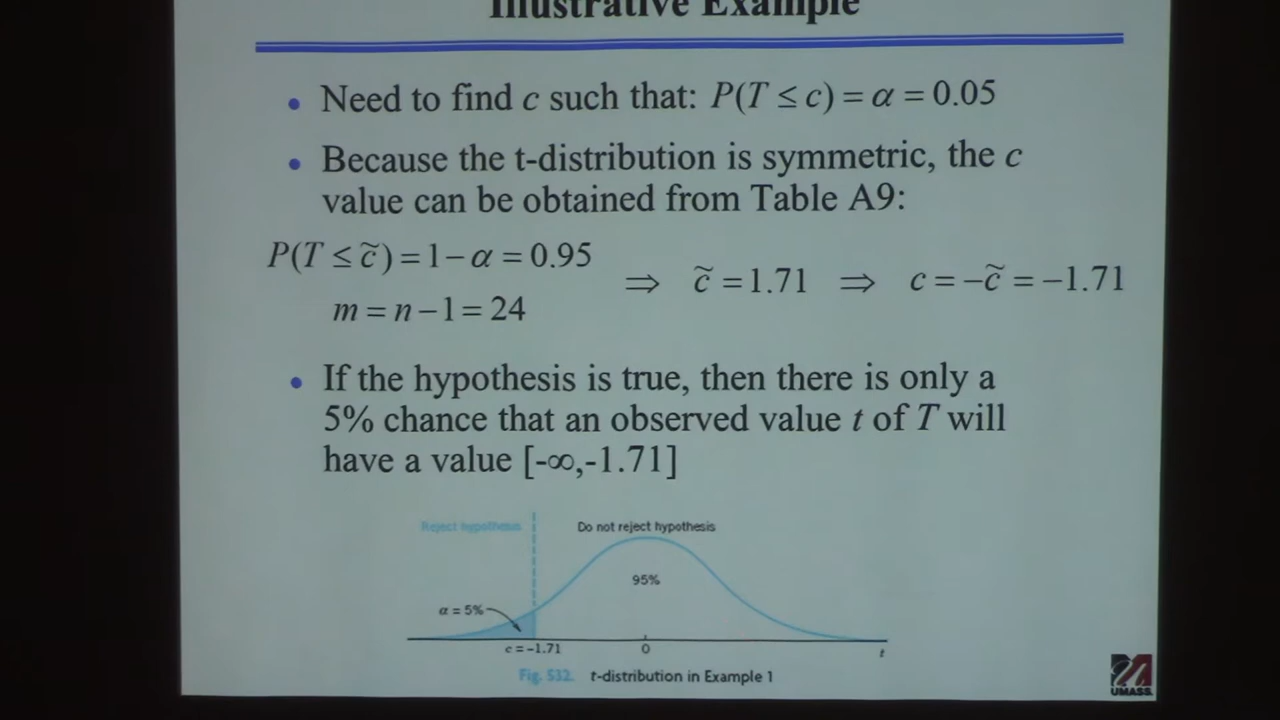 Illustrative Example
• Need to find c such that: P(T ≤ c) = α = 0.05
• Because the t-distribution is symmetric, the c
value can be obtained from Table A9:
P(T ≤ c̃) = 1 − α = 0.95
m = n − 1 = 24
⇒ c̃ = 1.71 ⇒ c = −c̃ = −1.71
• If the hypothesis is true, then there is only a
5% chance that an observed value t of T will
have a value [-∞,-1.71]
Reject hypothesis
Do not reject hypothesis
95%
α = 5%
c = −1.71
0
t
Fig. 532. t-distribution in Example 1
UMASS